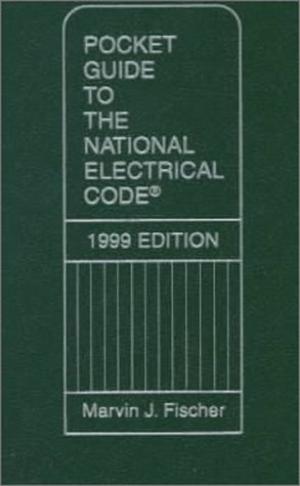 POCKET
GUIDE
TO
THE
NATIONAL
ELECTRICAL
CODE®
1999 EDITION
Marvin J. Fischer